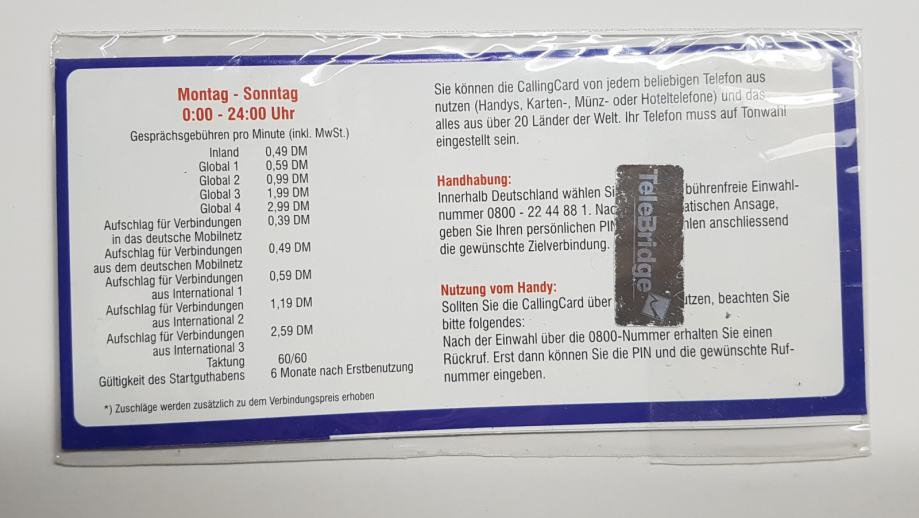 Montag - Sonntag
0:00 - 24:00 Uhr
Gesprächsgebühren pro Minute (inkl. MwSt.)
Inland 0,49 DM
Global 1 0,59 DM
Global 2 0,99 DM
Global 3 1,99 DM
Global 4 2,99 DM
Aufschlag für Verbindungen 0,39 DM
in das deutsche Mobilnetz
Aufschlag für Verbindungen 0,49 DM
aus dem deutschen Mobilnetz
Aufschlag für Verbindungen 0,59 DM
aus International 1
Aufschlag für Verbindungen 1,19 DM
aus International 2
Aufschlag für Verbindungen 2,59 DM
aus International 3
Taktung 60/60
Gültigkeit des Startguthabens 6 Monate nach Erstbenutzung
*) Zuschläge werden zusätzlich zu dem Verbindungspreis erhoben
Sie können die CallingCard von jedem beliebigen Telefon aus
nutzen (Handys, Karten-, Münz- oder Hoteltelefone) und das
alles aus über 20 Länder der Welt. Ihr Telefon muss auf Tonwahl
eingestellt sein.
Handhabung:
Innerhalb Deutschland wählen Si bührenfreie Einwahl-
nummer 0800 - 22 44 88 1. Nac atischen Ansage,
geben Sie Ihren persönlichen PIN hlen anschliessend
die gewünschte Zielverbindung.
TeleBridge
Nutzung vom Handy:
Sollten Sie die CallingCard über utzen, beachten Sie
bitte folgendes:
Nach der Einwahl über die 0800-Nummer erhalten Sie einen
Rückruf. Erst dann können Sie die PIN und die gewünschte Ruf-
nummer eingeben.